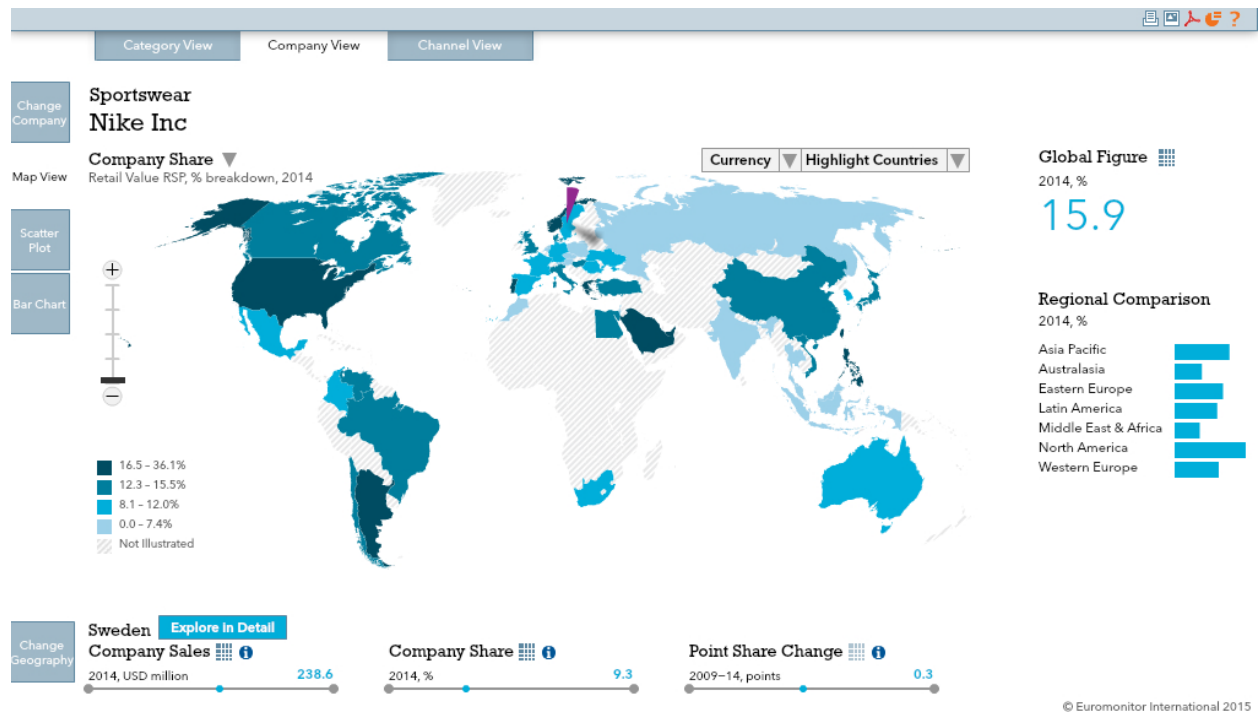 Category View
Company View
Channel View
Change
Company
Sportswear
Nike Inc
Company Share
Retail Value RSP, % breakdown, 2014
Currency
Highlight Countries
Global Figure
2014, %
15.9
Map View
Scatter
Plot
Bar Chart
Regional Comparison
2014, %
Asia Pacific
Australasia
Eastern Europe
Latin America
Middle East & Africa
North America
Western Europe
16.5 – 36.1%
12.3 – 15.5%
8.1 – 12.0%
0.0 – 7.4%
Not Illustrated
Change
Geography
Sweden
Explore in Detail
Company Sales
2014, USD million
238.6
Company Share
2014, %
9.3
Point Share Change
2009–14, points
0.3
© Euromonitor International 2015